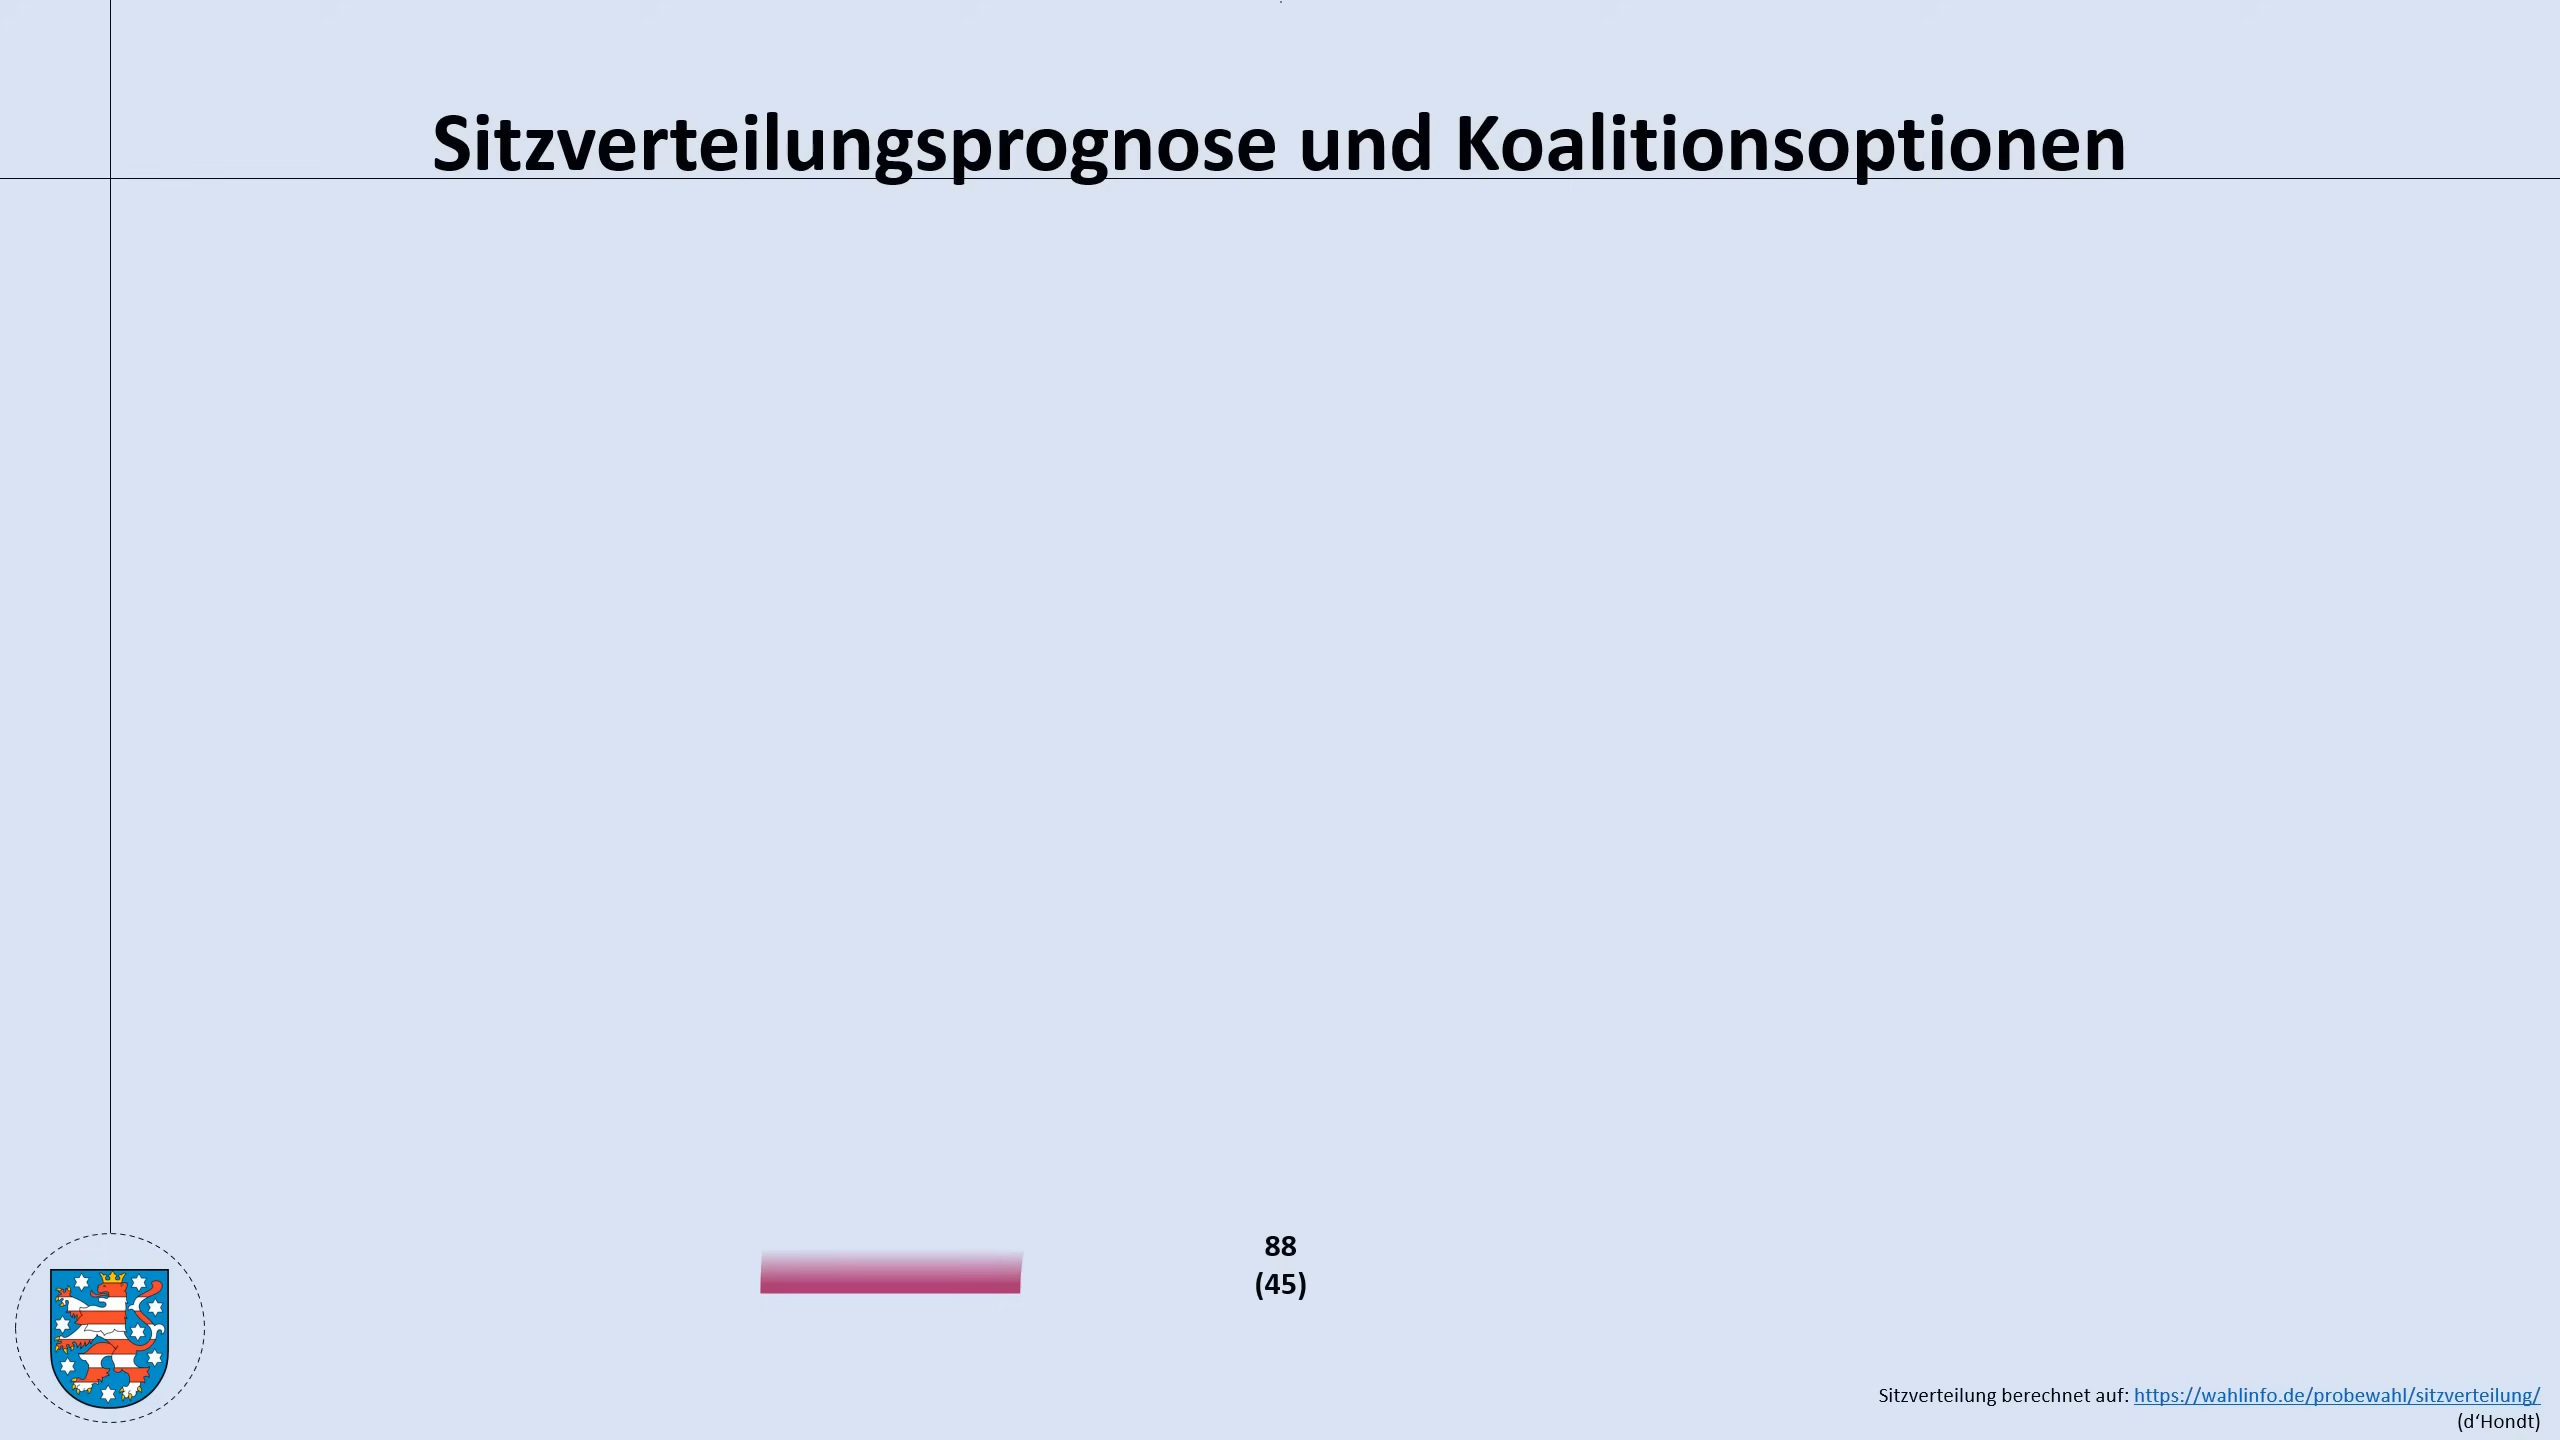 Sitzverteilungsprognose und Koalitionsoptionen
88
(45)
Sitzverteilung berechnet auf: https://wahlinfo.de/probewahl/sitzverteilung/
(d‘Hondt)